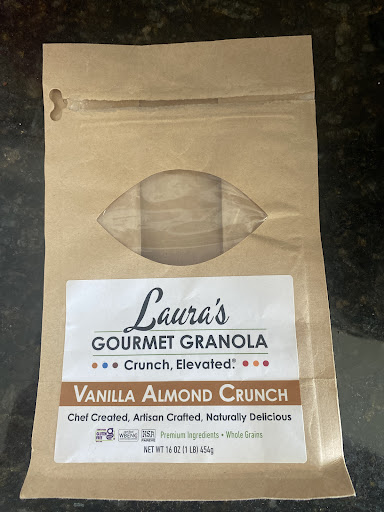 Laura's
GOURMET GRANOLA
Crunch, Elevated.®
VANILLA ALMOND CRUNCH
Chef Created, Artisan Crafted, Naturally Delicious
Premium Ingredients • Whole Grains
NET WT 16 OZ (1 LB) 454g